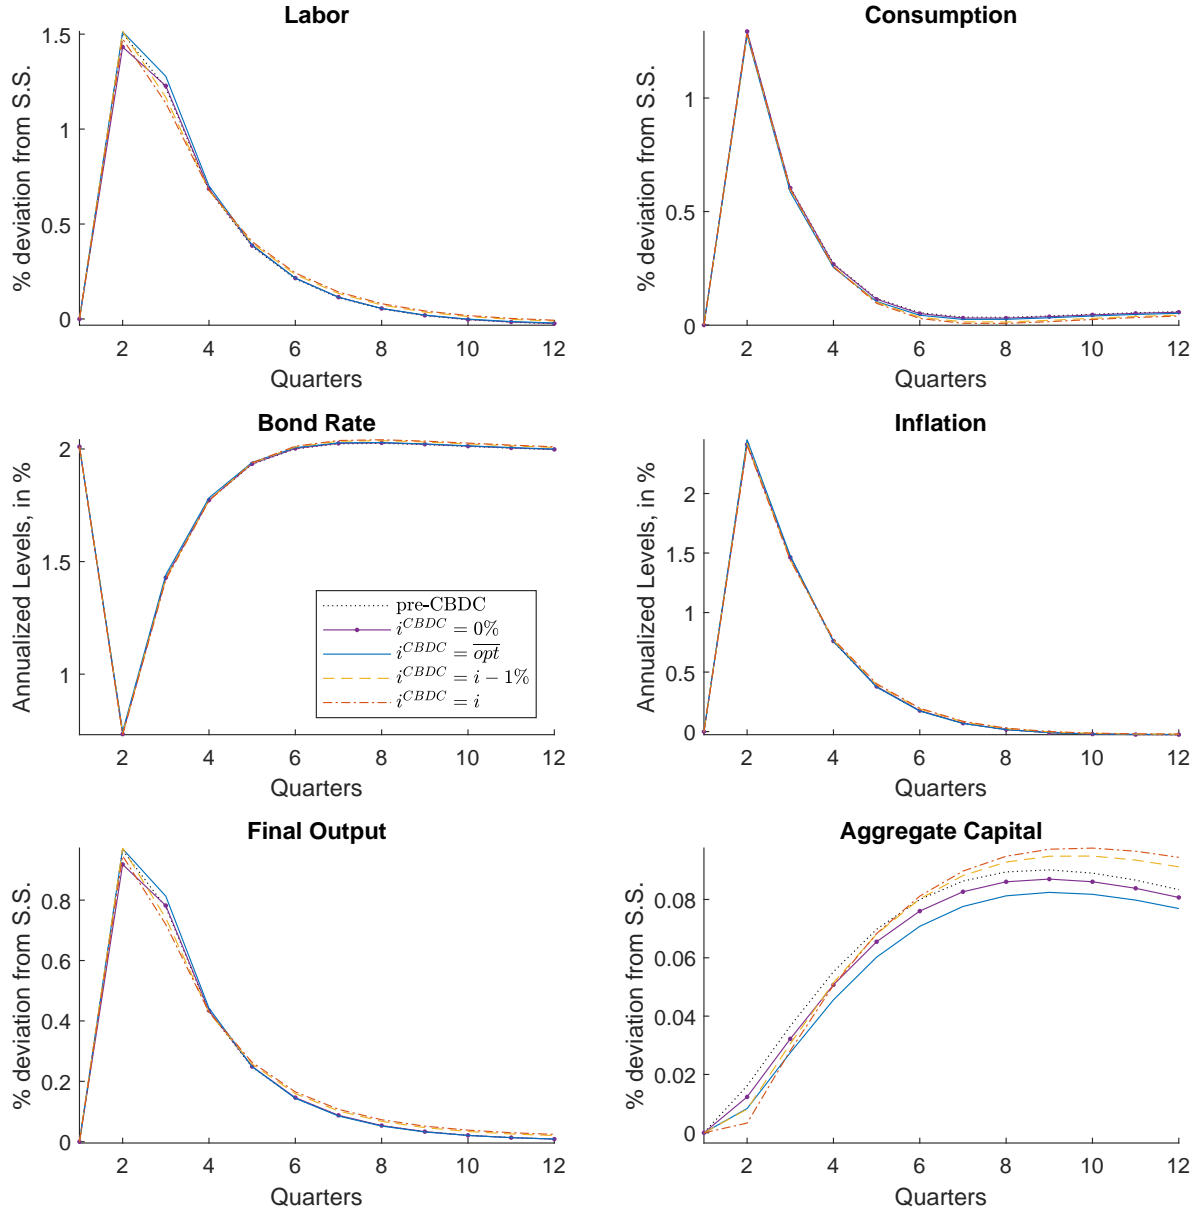 Labor
% deviation from S.S.
1.5
1
0.5
0
2 4 6 8 10 12
Quarters
Consumption
% deviation from S.S.
1
0.5
0
2 4 6 8 10 12
Quarters
Bond Rate
Annualized Levels, in %
2
1.5
1
2 4 6 8 10 12
Quarters
pre-CBDC
i^{CBDC} = 0%
i^{CBDC} = \overline{opt}
i^{CBDC} = i − 1%
i^{CBDC} = i
Inflation
Annualized Levels, in %
2
1.5
1
0.5
0
2 4 6 8 10 12
Quarters
Final Output
% deviation from S.S.
0.8
0.6
0.4
0.2
0
2 4 6 8 10 12
Quarters
Aggregate Capital
% deviation from S.S.
0.08
0.06
0.04
0.02
0
2 4 6 8 10 12
Quarters